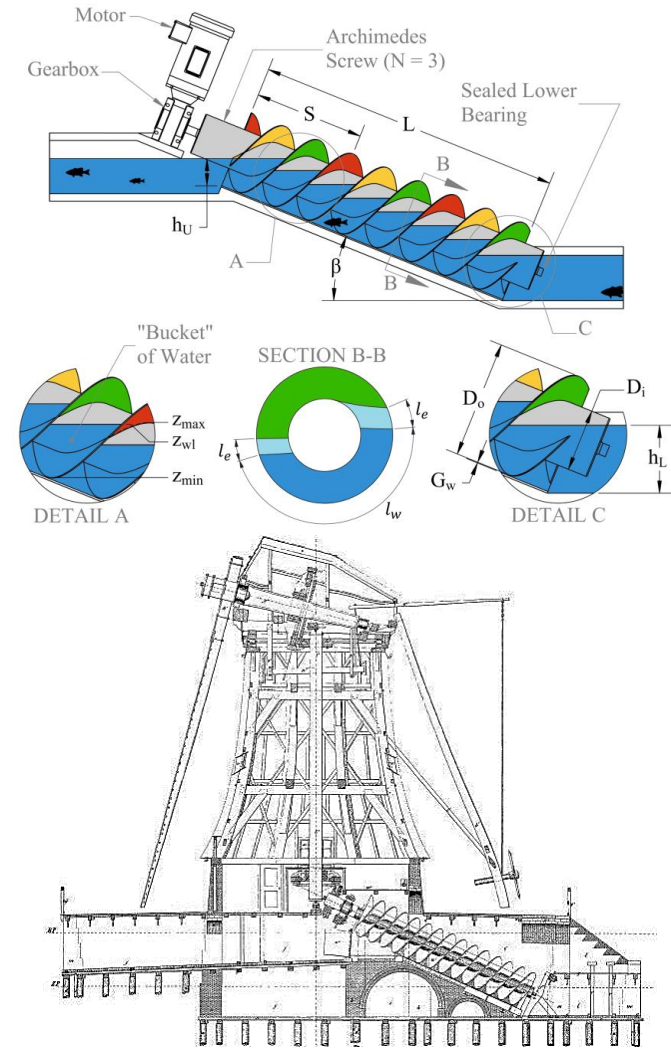 Motor
Gearbox
Archimedes
Screw (N = 3)
Sealed Lower
Bearing
S
L
B
B
h_U
A
β
C
"Bucket"
of Water
SECTION B-B
z_max
z_wl
z_min
l_e
l_e
l_w
D_o
D_i
h_L
G_w
DETAIL A
DETAIL C